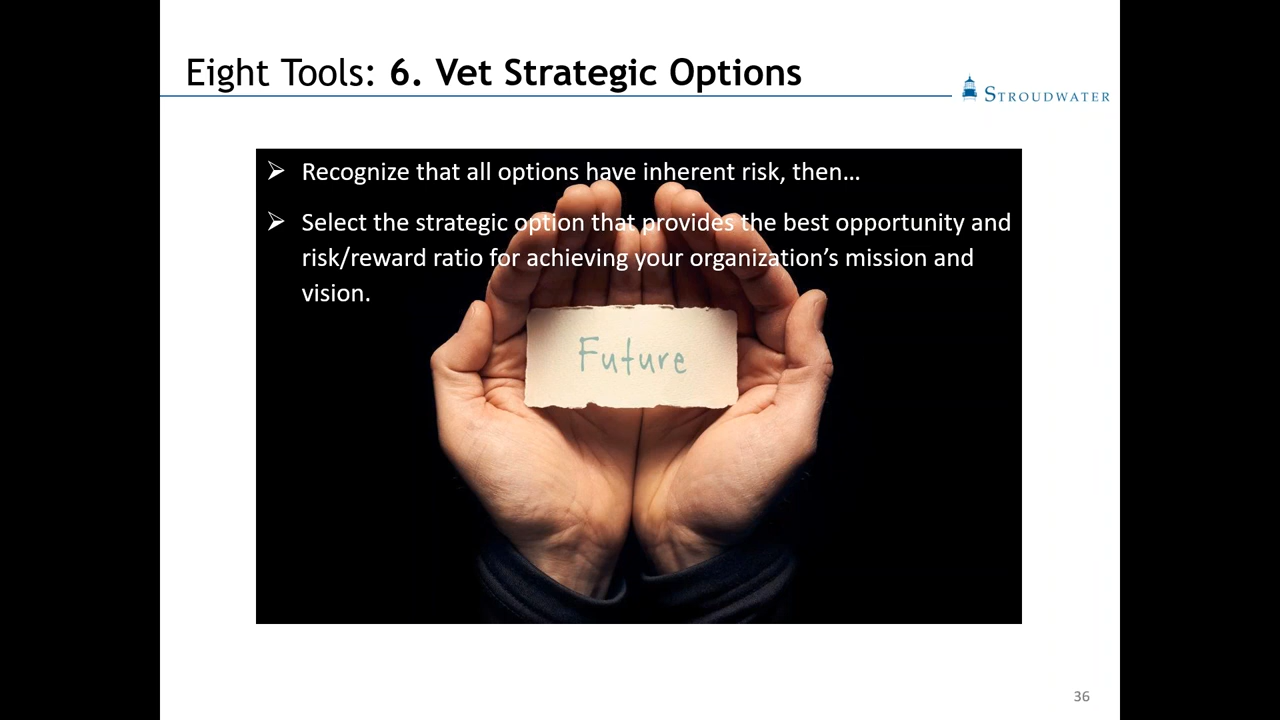 Eight Tools: 6. Vet Strategic Options
STROUDWATER
➢ Recognize that all options have inherent risk, then…
➢ Select the strategic option that provides the best opportunity and
risk/reward ratio for achieving your organization’s mission and
vision.
Future
36